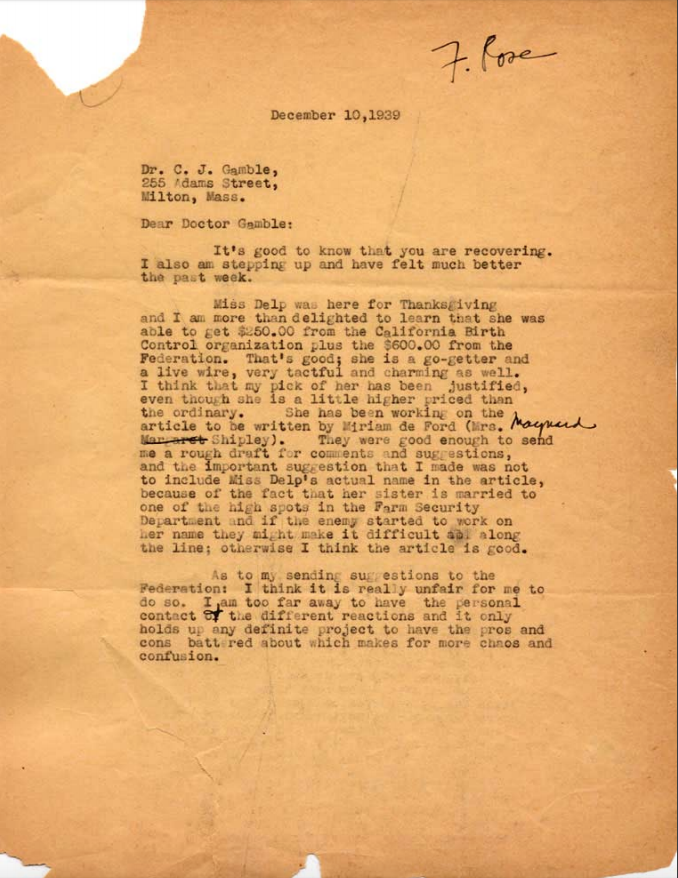 F. Rose
December 10,1939
Dr. C. J. Gamble,
255 Adams Street,
Milton, Mass.
Dear Doctor Gamble:
It's good to know that you are recovering.
I also am stepping up and have felt much better
the past week.
Miss Delp was here for Thanksgiving
and I am more than delighted to learn that she was
able to get $250.00 from the California Birth
Control organization plus the $600.00 from the
Federation. That's good; she is a go-getter and
a live wire, very tactful and charming as well.
I think that my pick of her has been justified,
even though she is a little higher priced than
the ordinary. She has been working on the
article to be written by Miriam de Ford (Mrs. Maynard
Margaret Shipley). They were good enough to send
me a rough draft for comments and suggestions,
and the important suggestion that I made was not
to include Miss Delp's actual name in the article,
because of the fact that her sister is married to
one of the high spots in the Farm Security
Department and if the enemy started to work on
her name they might make it difficult all along
the line; otherwise I think the article is good.
As to my sending suggestions to the
Federation: I think it is really unfair for me to
do so. I am too far away to have the personal
contact of the different reactions and it only
holds up any definite project to have the pros and
cons battered about which makes for more chaos and
confusion.